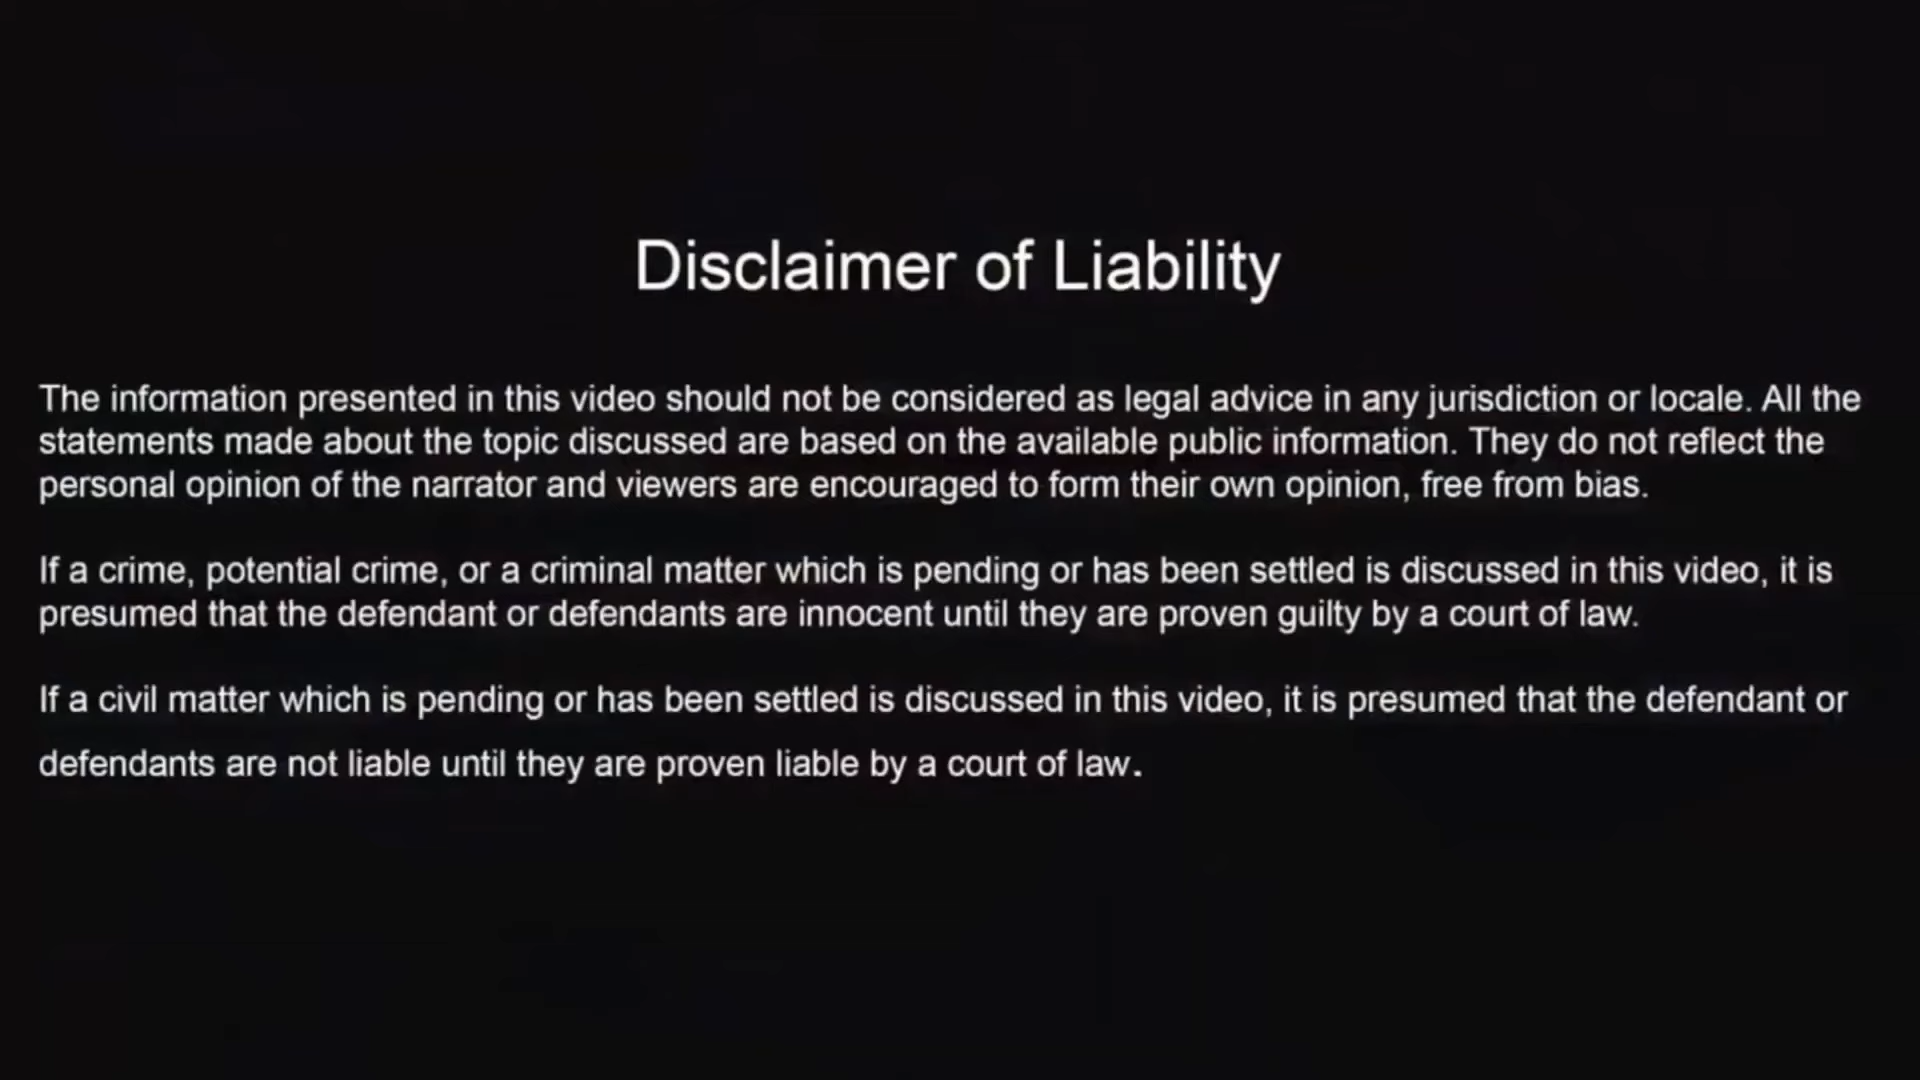 Disclaimer of Liability
The information presented in this video should not be considered as legal advice in any jurisdiction or locale. All the
statements made about the topic discussed are based on the available public information. They do not reflect the
personal opinion of the narrator and viewers are encouraged to form their own opinion, free from bias.
If a crime, potential crime, or a criminal matter which is pending or has been settled is discussed in this video, it is
presumed that the defendant or defendants are innocent until they are proven guilty by a court of law.
If a civil matter which is pending or has been settled is discussed in this video, it is presumed that the defendant or
defendants are not liable until they are proven liable by a court of law.